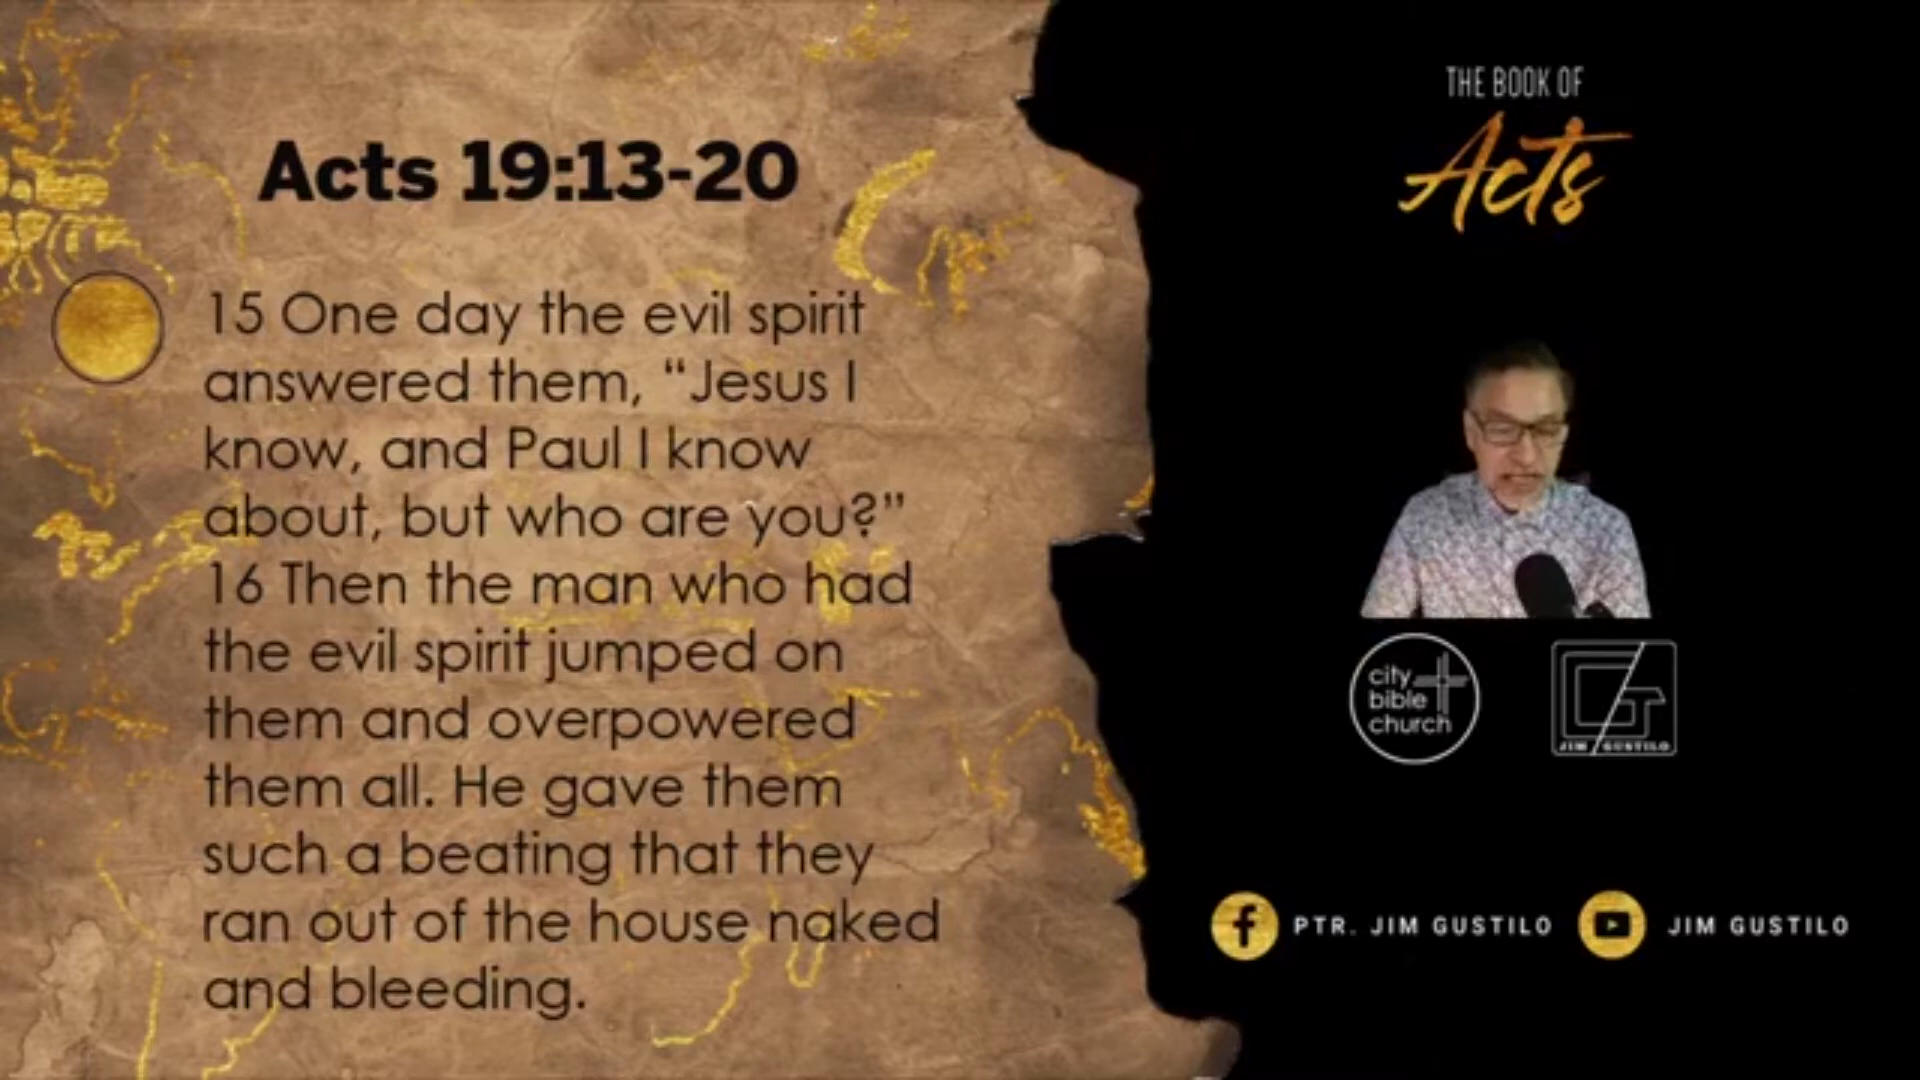 Acts 19:13-20
15 One day the evil spirit
answered them, “Jesus I
know, and Paul I know
about, but who are you?”
16 Then the man who had
the evil spirit jumped on
them and overpowered
them all. He gave them
such a beating that they
ran out of the house naked
and bleeding.
THE BOOK OF
Acts
city
bible
church
JIM GUSTILO
PTR. JIM GUSTILO
JIM GUSTILO